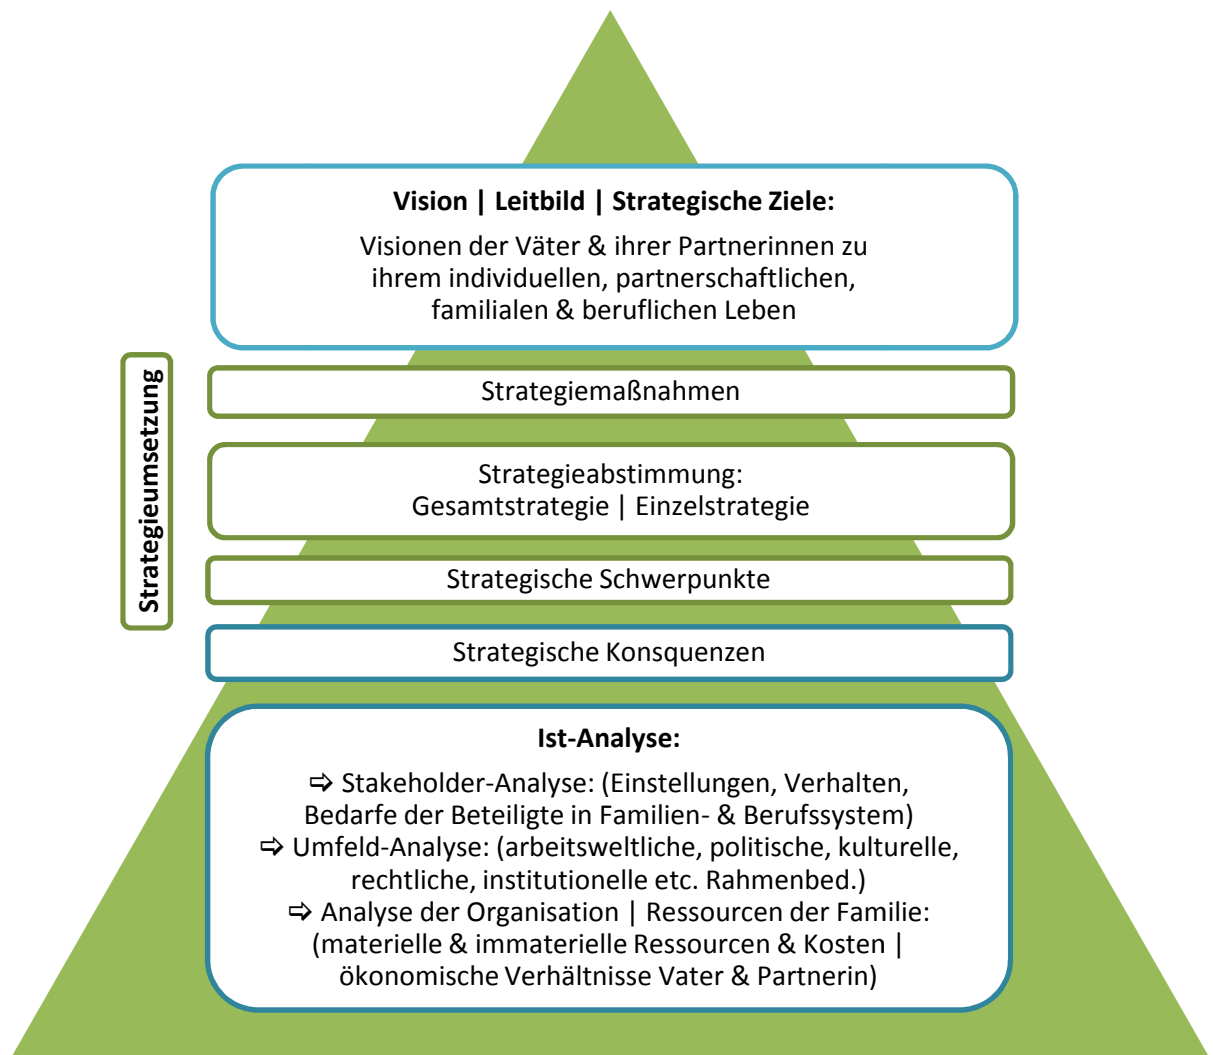 Vision | Leitbild | Strategische Ziele:
Visionen der Väter & ihrer Partnerinnen zu
ihrem individuellen, partnerschaftlichen,
familialen & beruflichen Leben
Strategieumsetzung
Strategiemaßnahmen
Strategieabstimmung:
Gesamtstrategie | Einzelstrategie
Strategische Schwerpunkte
Strategische Konsquenzen
Ist-Analyse:
⇨ Stakeholder-Analyse: (Einstellungen, Verhalten,
Bedarfe der Beteiligte in Familien- & Berufssystem)
⇨ Umfeld-Analyse: (arbeitsweltliche, politische, kulturelle,
rechtliche, institutionelle etc. Rahmenbed.)
⇨ Analyse der Organisation | Ressourcen der Familie:
(materielle & immaterielle Ressourcen & Kosten |
ökonomische Verhältnisse Vater & Partnerin)